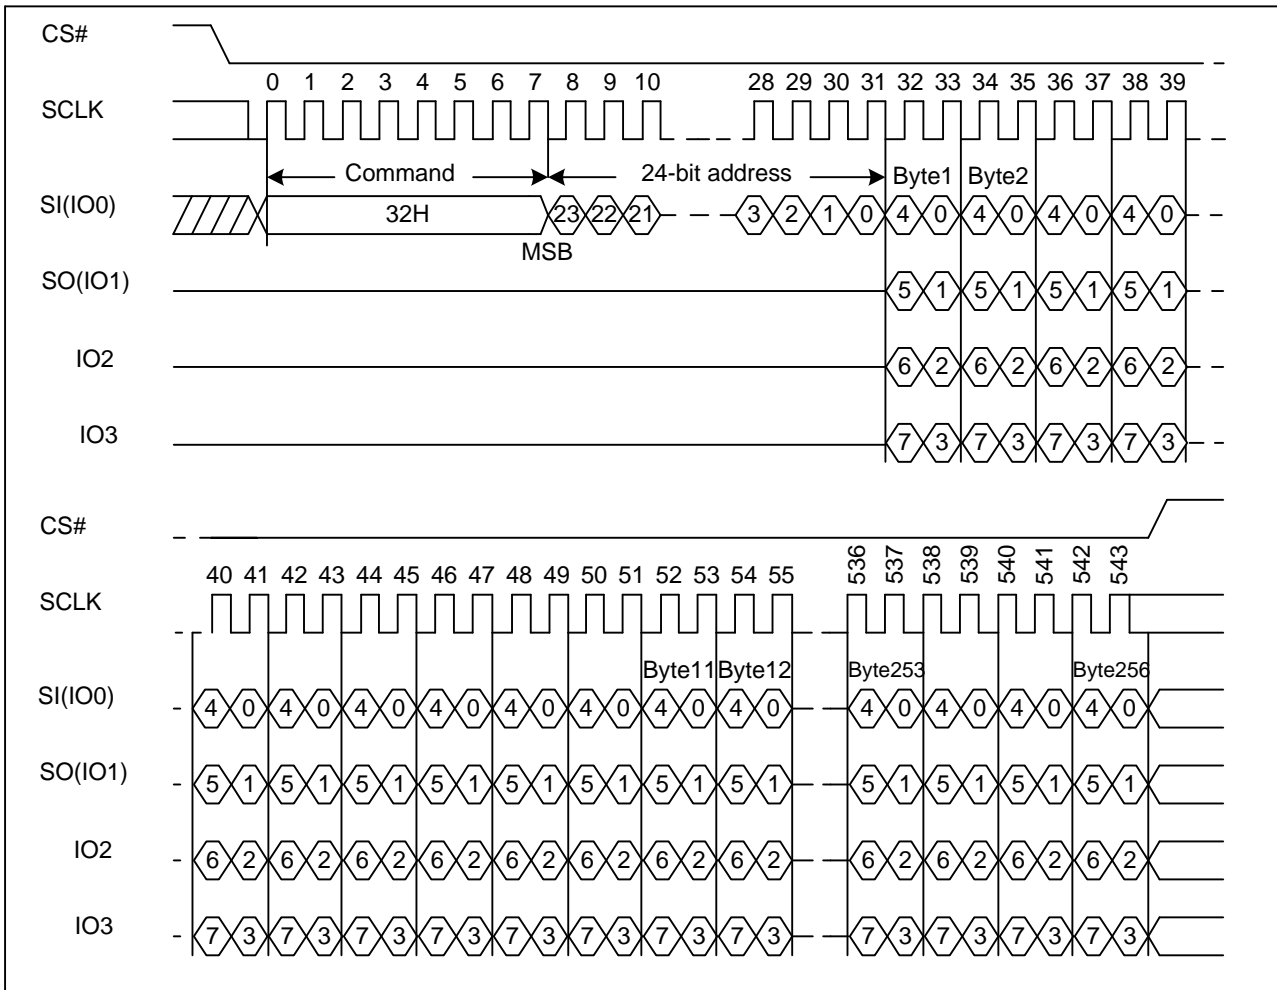 CS#
0 1 2 3 4 5 6 7 8 9 10 28 29 30 31 32 33 34 35 36 37 38 39
SCLK
Command 24-bit address Byte1 Byte2
SI(IO0) 32H 23 22 21 3 2 1 0 4 0 4 0 4 0 4 0
MSB
SO(IO1) 5 1 5 1 5 1 5 1
IO2 6 2 6 2 6 2 6 2
IO3 7 3 7 3 7 3 7 3
CS#
40 41 42 43 44 45 46 47 48 49 50 51 52 53 54 55 536 537 538 539 540 541 542 543
SCLK
Byte11 Byte12 Byte253 Byte256
SI(IO0) 4 0 4 0 4 0 4 0 4 0 4 0 4 0 4 0 4 0 4 0 4 0 4 0
SO(IO1) 5 1 5 1 5 1 5 1 5 1 5 1 5 1 5 1 5 1 5 1 5 1 5 1
IO2 6 2 6 2 6 2 6 2 6 2 6 2 6 2 6 2 6 2 6 2 6 2 6 2
IO3 7 3 7 3 7 3 7 3 7 3 7 3 7 3 7 3 7 3 7 3 7 3 7 3